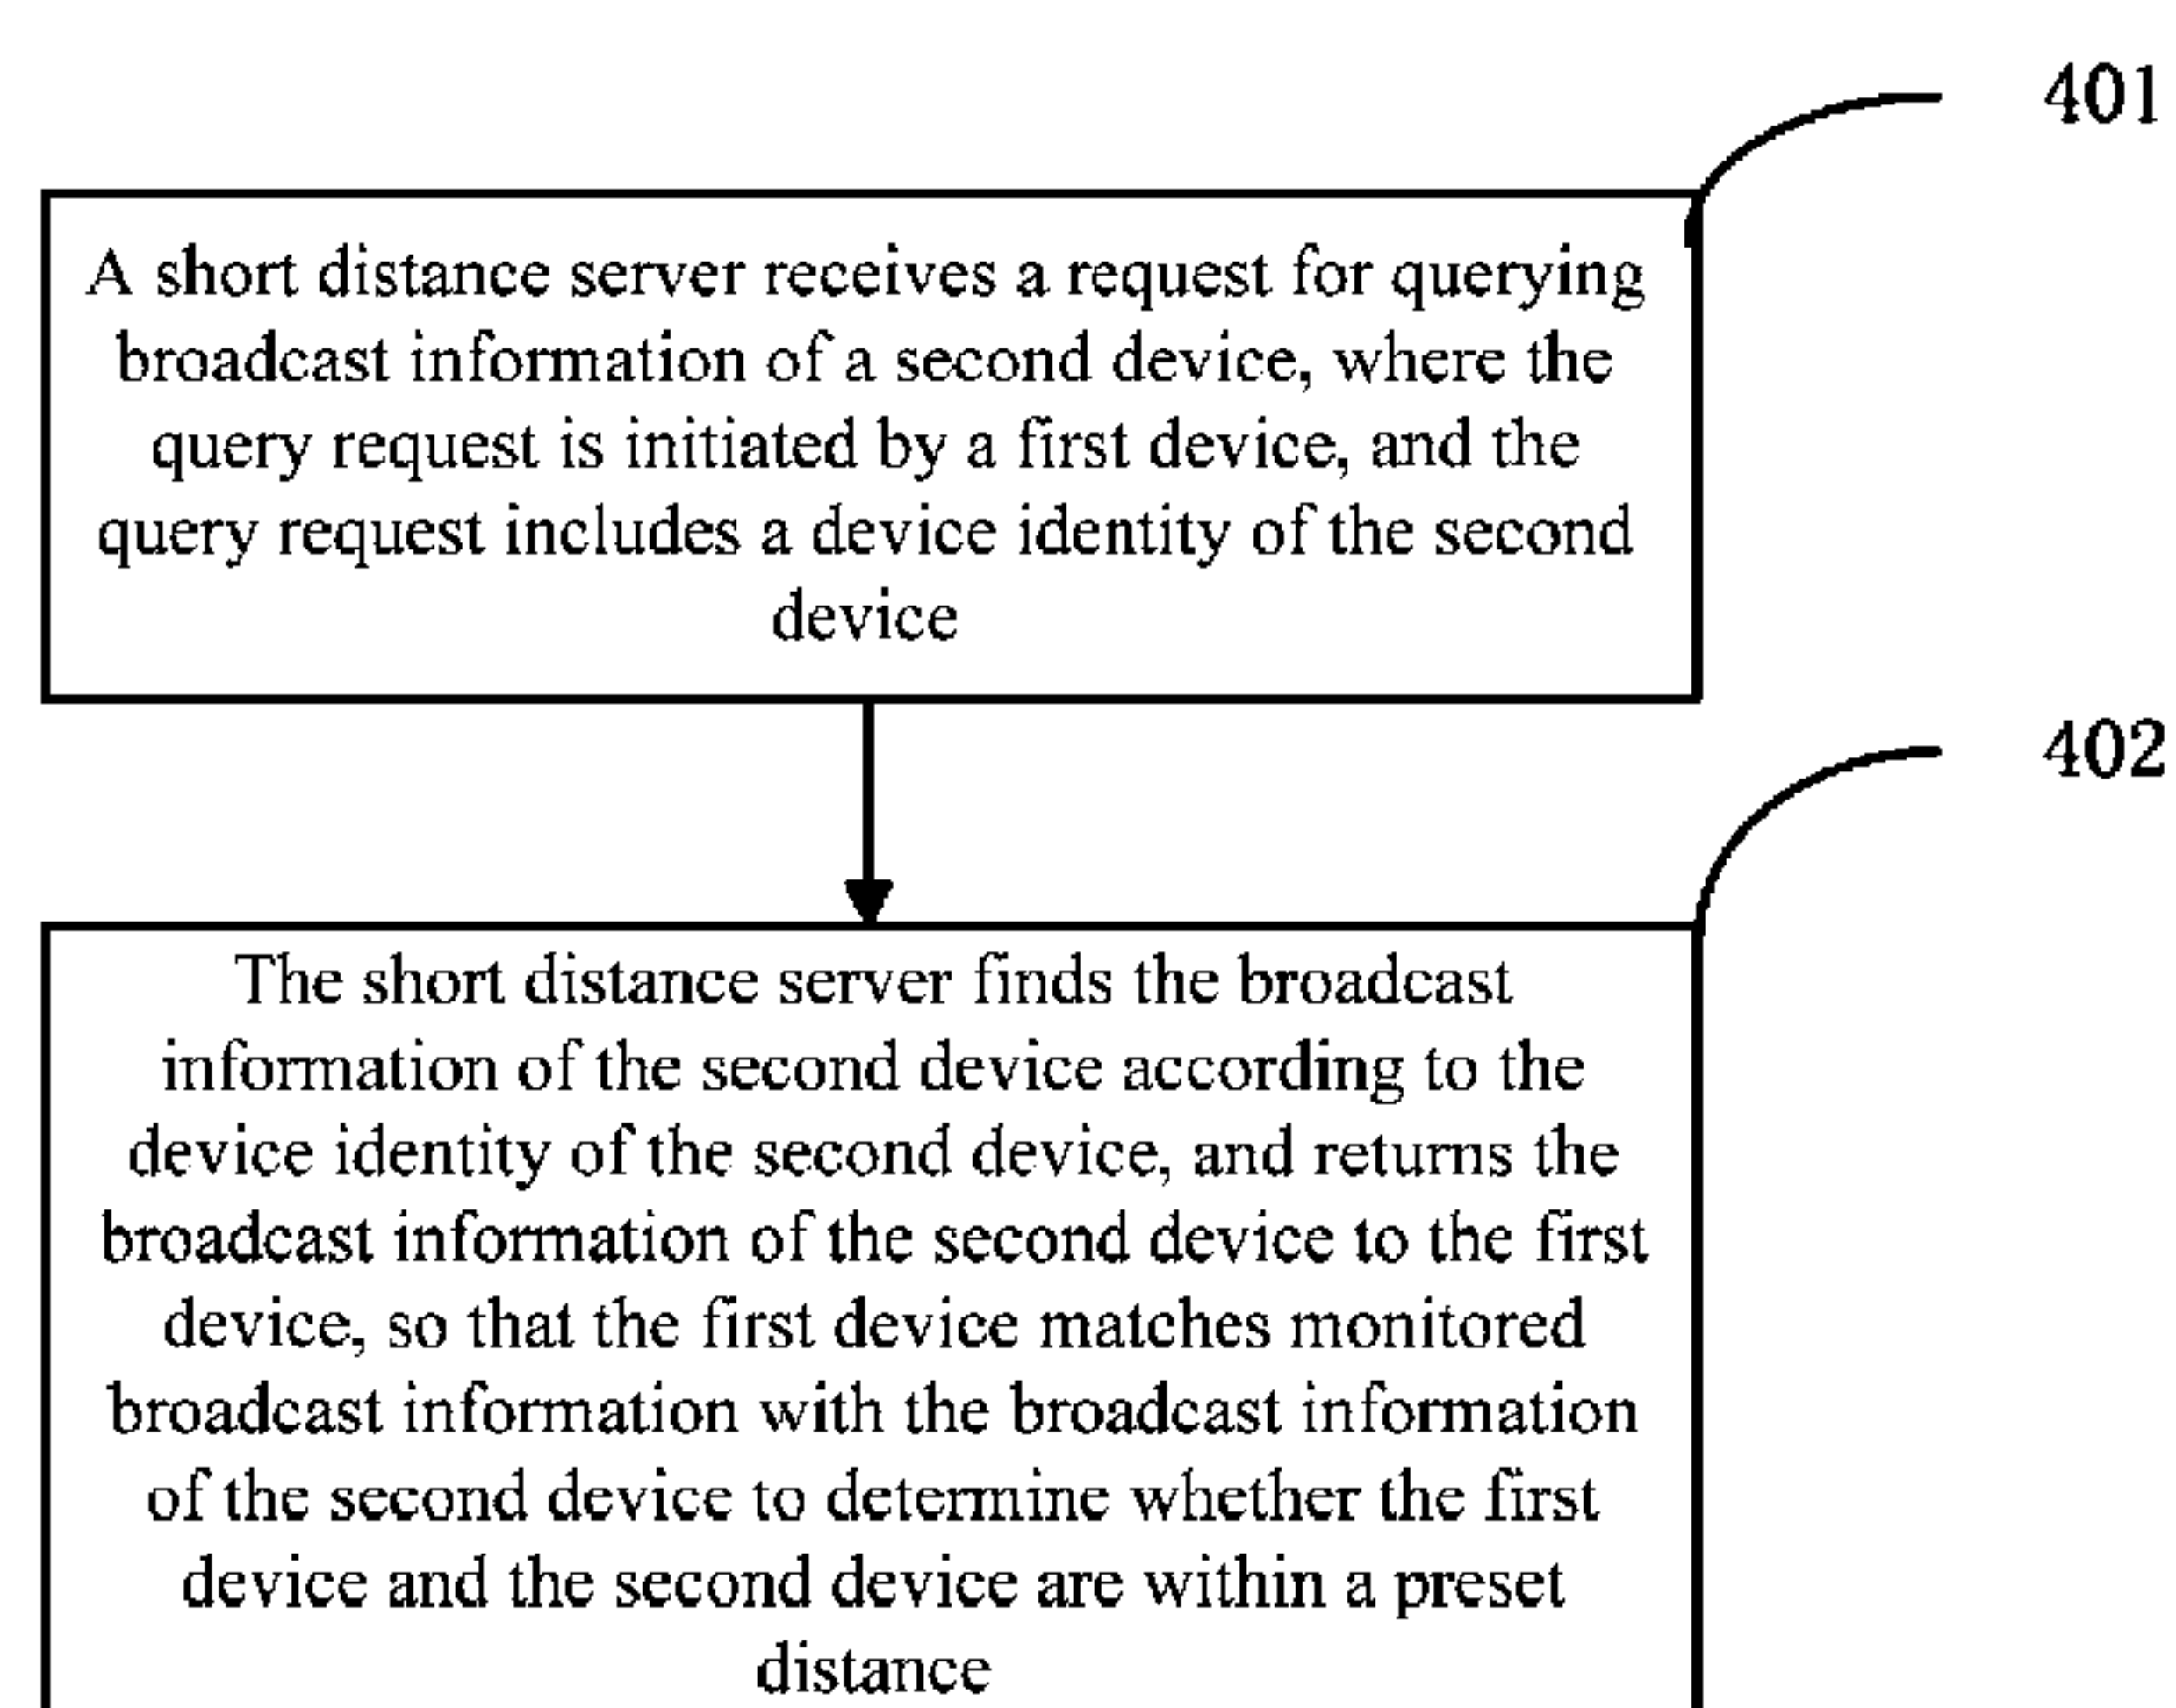 401
A short distance server receives a request for querying
broadcast information of a second device, where the
query request is initiated by a first device, and the
query request includes a device identity of the second
device
402
The short distance server finds the broadcast
information of the second device according to the
device identity of the second device, and returns the
broadcast information of the second device to the first
device, so that the first device matches monitored
broadcast information with the broadcast information
of the second device to determine whether the first
device and the second device are within a preset
distance